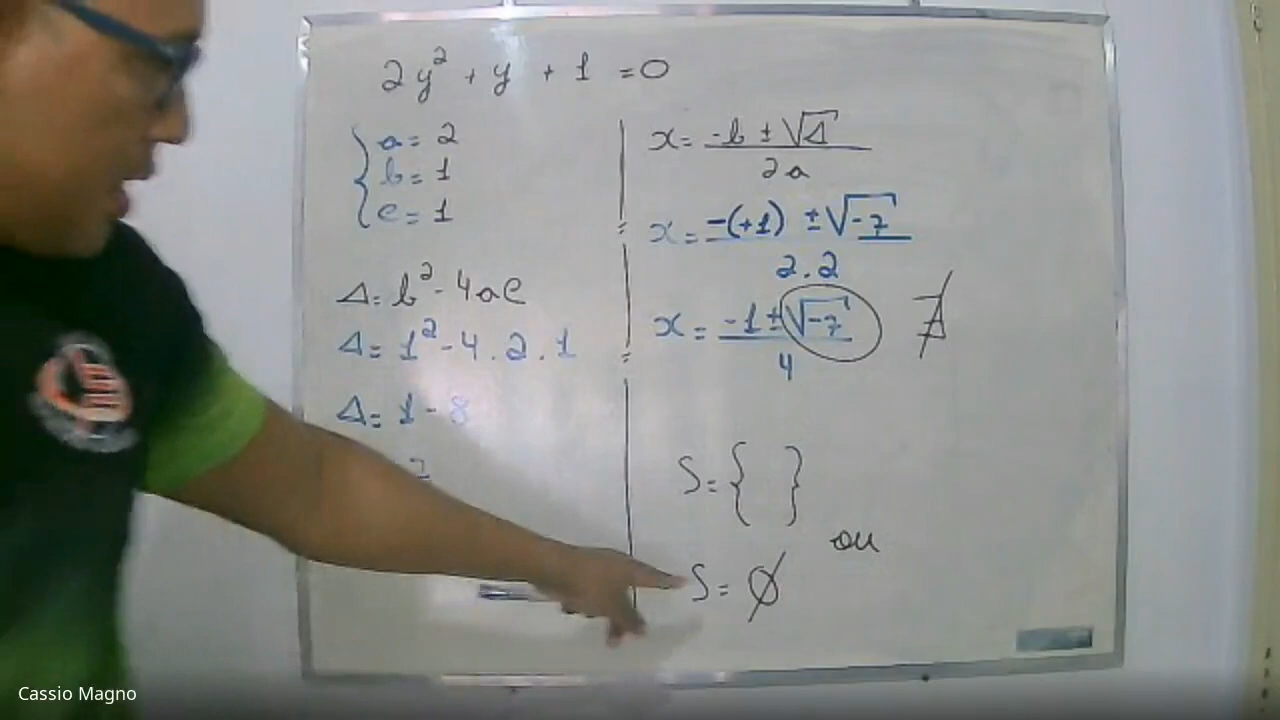 2y² + y + 1 = 0
a = 2
b = 1
c = 1
Δ = b² - 4ac
Δ = 1² - 4 . 2 . 1
Δ = 1 - 8
7
x = -b ± √Δ / 2a
x = -(+1) ± √-7 / 2.2
x = -1 ± √-7 / 4 ∄
S = { }
ou
S = Ø
Cassio Magno